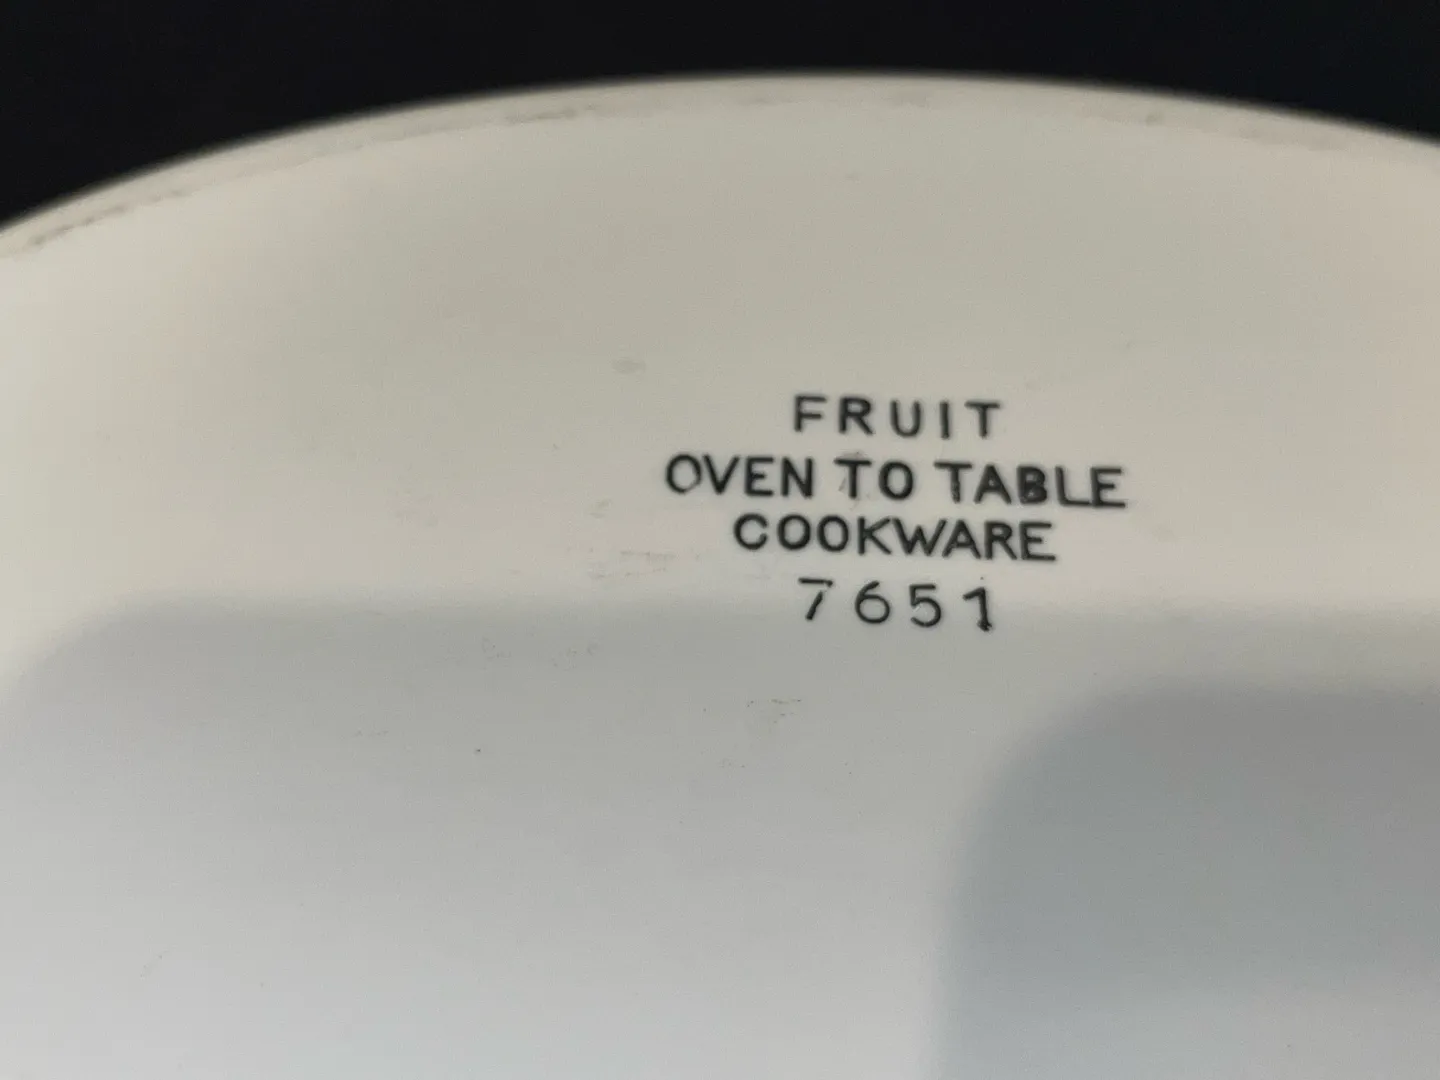 FRUIT
OVEN TO TABLE
COOKWARE
7651